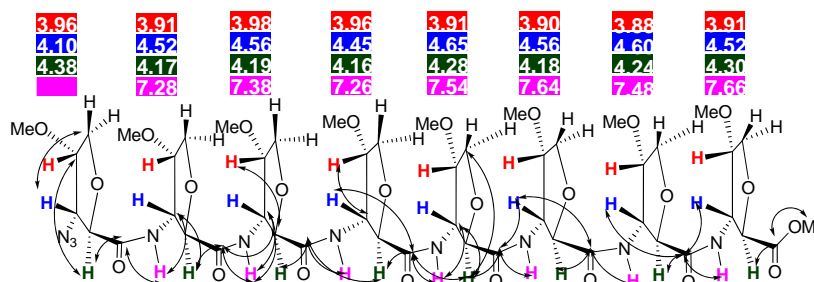 3.96 3.91 3.98 3.96 3.91 3.90 3.88 3.91
4.10 4.52 4.56 4.45 4.65 4.56 4.60 4.52
4.38 4.17 4.19 4.16 4.28 4.18 4.24 4.30
7.28 7.38 7.26 7.54 7.64 7.48 7.66
H H H H H H H H
H H H H H H H H
MeO MeO MeO MeO MeO MeO MeO MeO
H H H H H H H H
O O O O O O O O
H H H H H H H H
N3 N N N N N N N OM
O O O O O O O O
H H H H H H H H H H H H H H H